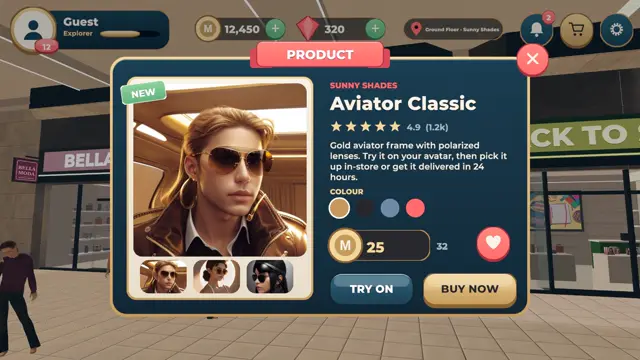 Guest
Explorer
12
M 12,450 +
320 +
Ground Floor - Sunny Shades
2
PRODUCT
NEW
SUNNY SHADES
Aviator Classic
4.9 (1.2k)
Gold aviator frame with polarized
lenses. Try it on your avatar, then pick it
up in-store or get it delivered in 24
hours.
COLOUR
M 25
32
TRY ON
BUY NOW
BELLA
BELLA
MODA
CK TO